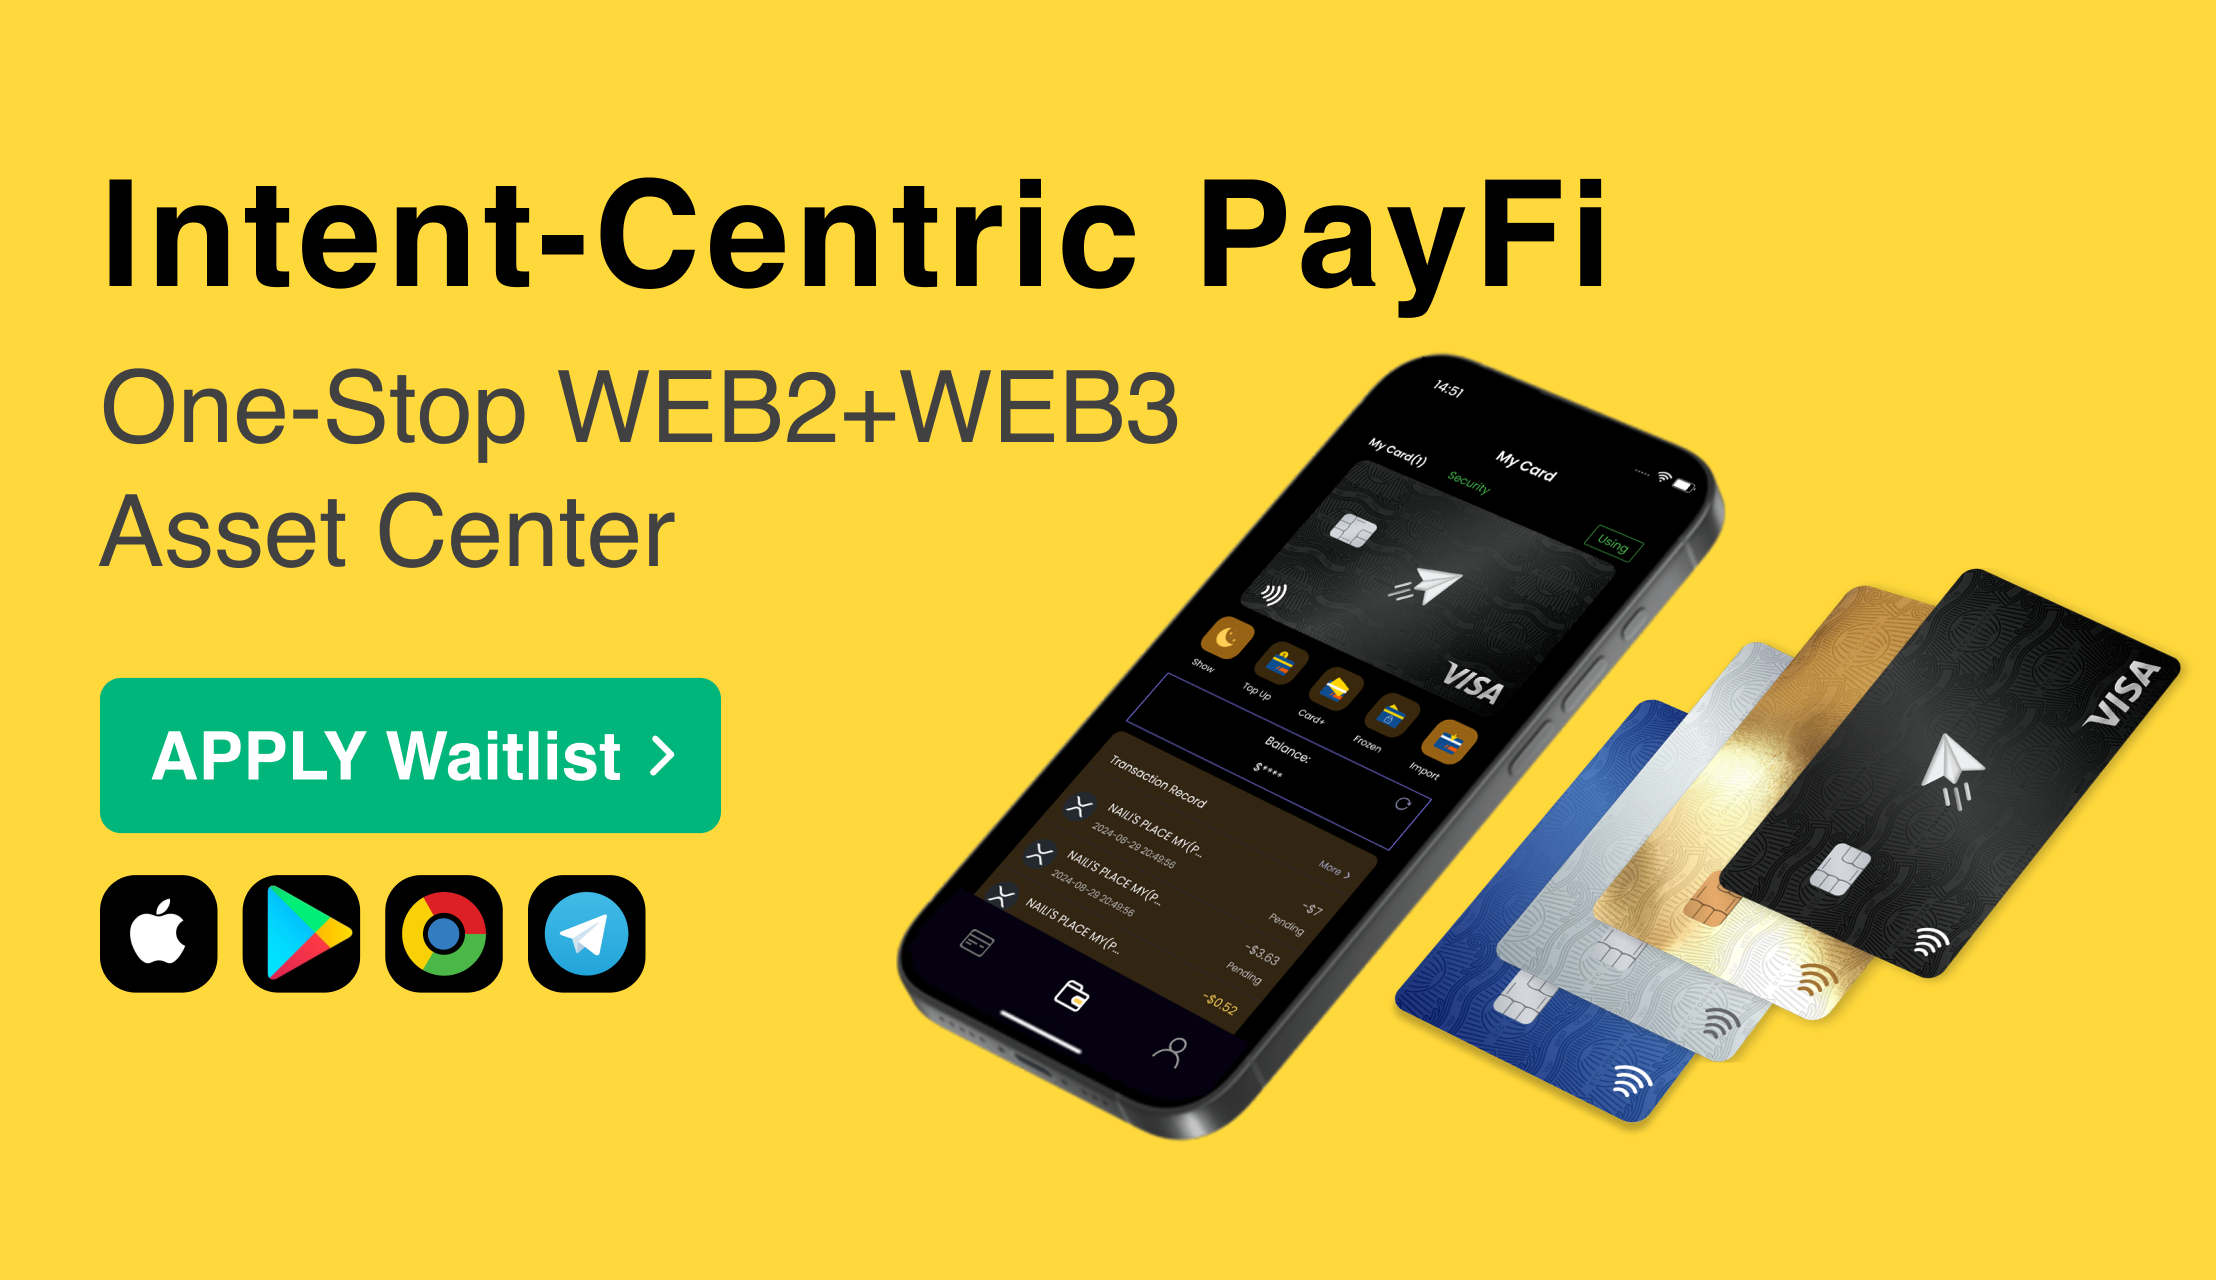 Intent-Centric PayFi
One-Stop WEB2+WEB3
Asset Center
APPLY Waitlist
14:51
My Card
My Card(1)
Security
Using
VISA
Show
Top Up
Card+
Frozen
Import
Balance:
$****
Transaction Record
More
NAILI'S PLACE MY(P...
2024-08-29 20:49:56
-$7
Pending
NAILI'S PLACE MY(P...
2024-08-29 20:49:56
-$3.63
Pending
NAILI'S PLACE MY(P...
-$0.52
VISA